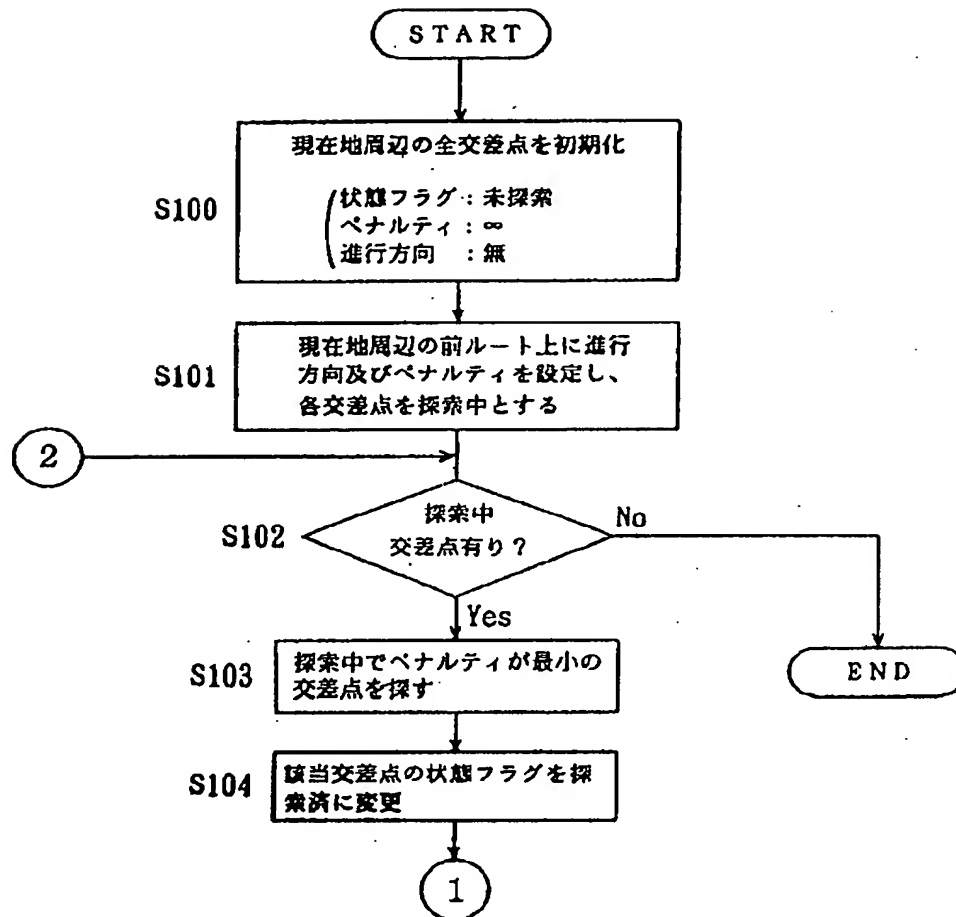 START
現在地周辺の全交差点を初期化
S100
状態フラグ：未探索
ペナルティ：∞
進行方向　：無
S101
現在地周辺の前ルート上に進行
方向及びペナルティを設定し、
各交差点を探索中とする
2
S102
探索中
交差点有り？
No
Yes
S103
探索中でペナルティが最小の
交差点を探す
END
S104
該当交差点の状態フラグを探
索済に変更
1